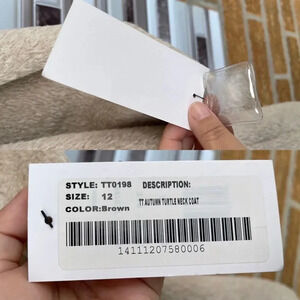 STYLE: TT0198 DESCRIPTION:
SIZE: 12 TT AUTUMN TURTLE NECK COAT
COLOR:Brown
14111207580006